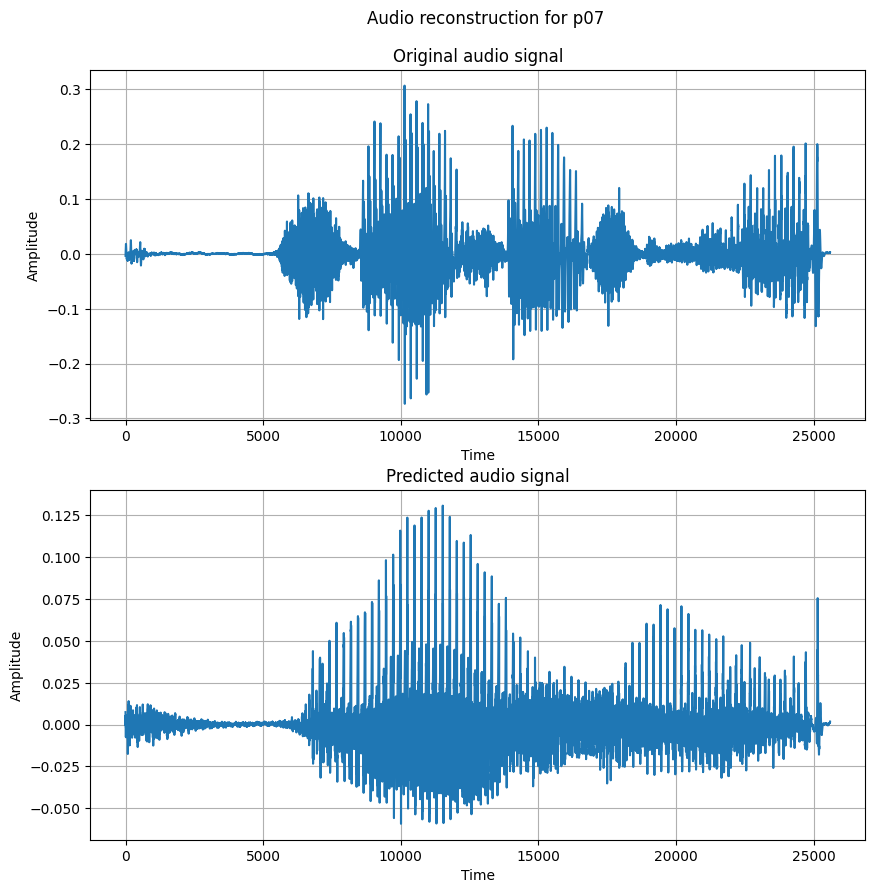 Audio reconstruction for p07
Original audio signal
0.3
0.2
0.1
0.0
−0.1
−0.2
−0.3
Amplitude
0 5000 10000 15000 20000 25000
Time
Predicted audio signal
0.125
0.100
0.075
0.050
0.025
0.000
−0.025
−0.050
Amplitude
0 5000 10000 15000 20000 25000
Time